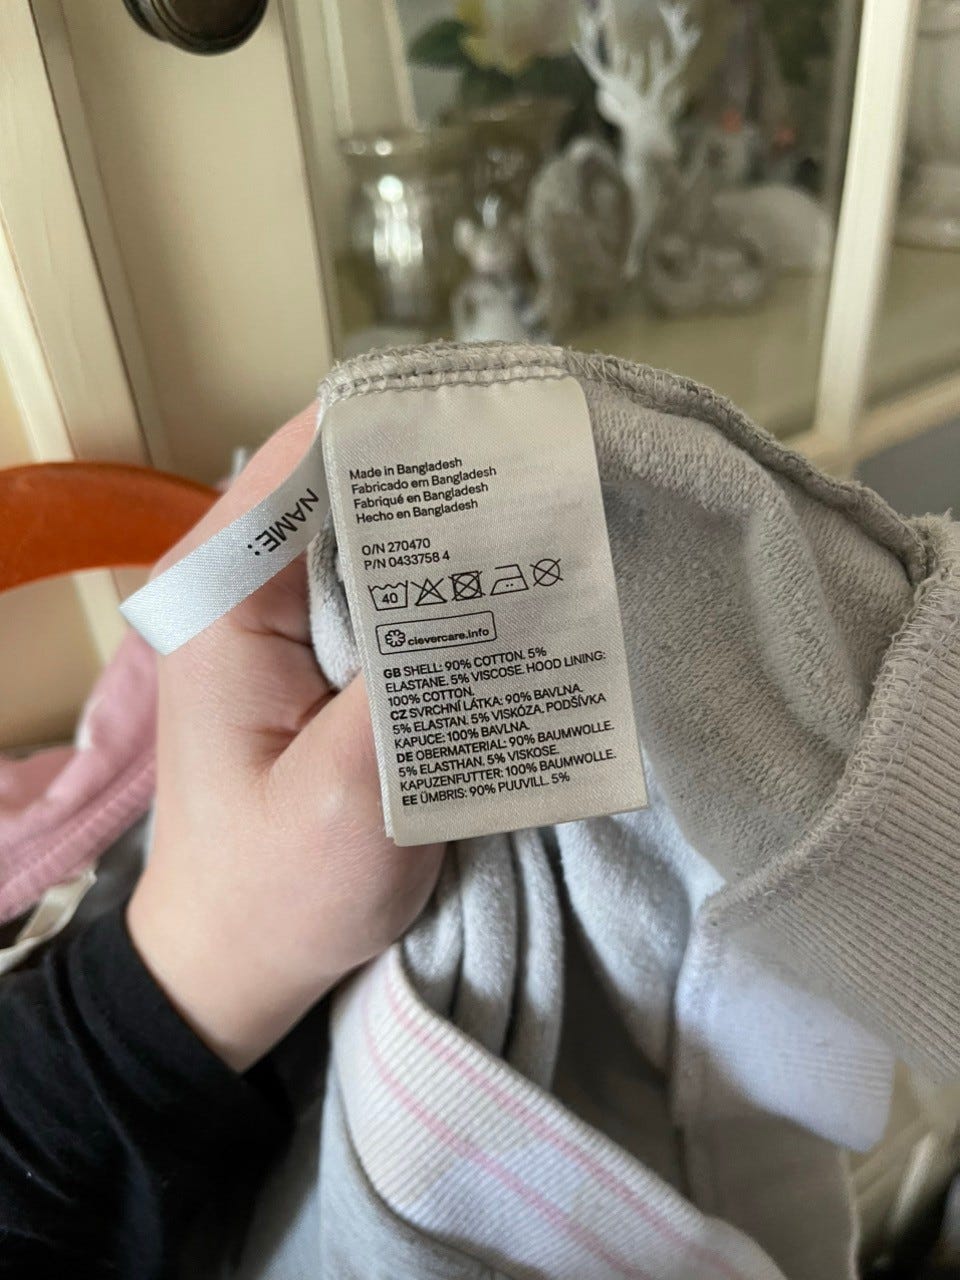 NAME:
Made in Bangladesh
Fabricado em Bangladesh
Fabriqué en Bangladesh
Hecho en Bangladesh
O/N 270470
P/N 0433758 4
40
clevercare.info
GB SHELL: 90% COTTON. 5%
ELASTANE. 5% VISCOSE. HOOD LINING:
100% COTTON.
CZ SVRCHNÍ LÁTKA: 90% BAVLNA.
5% ELASTAN. 5% VISKÓZA. PODŠÍVKA
KAPUCE: 100% BAVLNA.
DE OBERMATERIAL: 90% BAUMWOLLE.
5% ELASTHAN. 5% VISKOSE.
KAPUZENFUTTER: 100% BAUMWOLLE.
EE ÜMBRIS: 90% PUUVILL. 5%